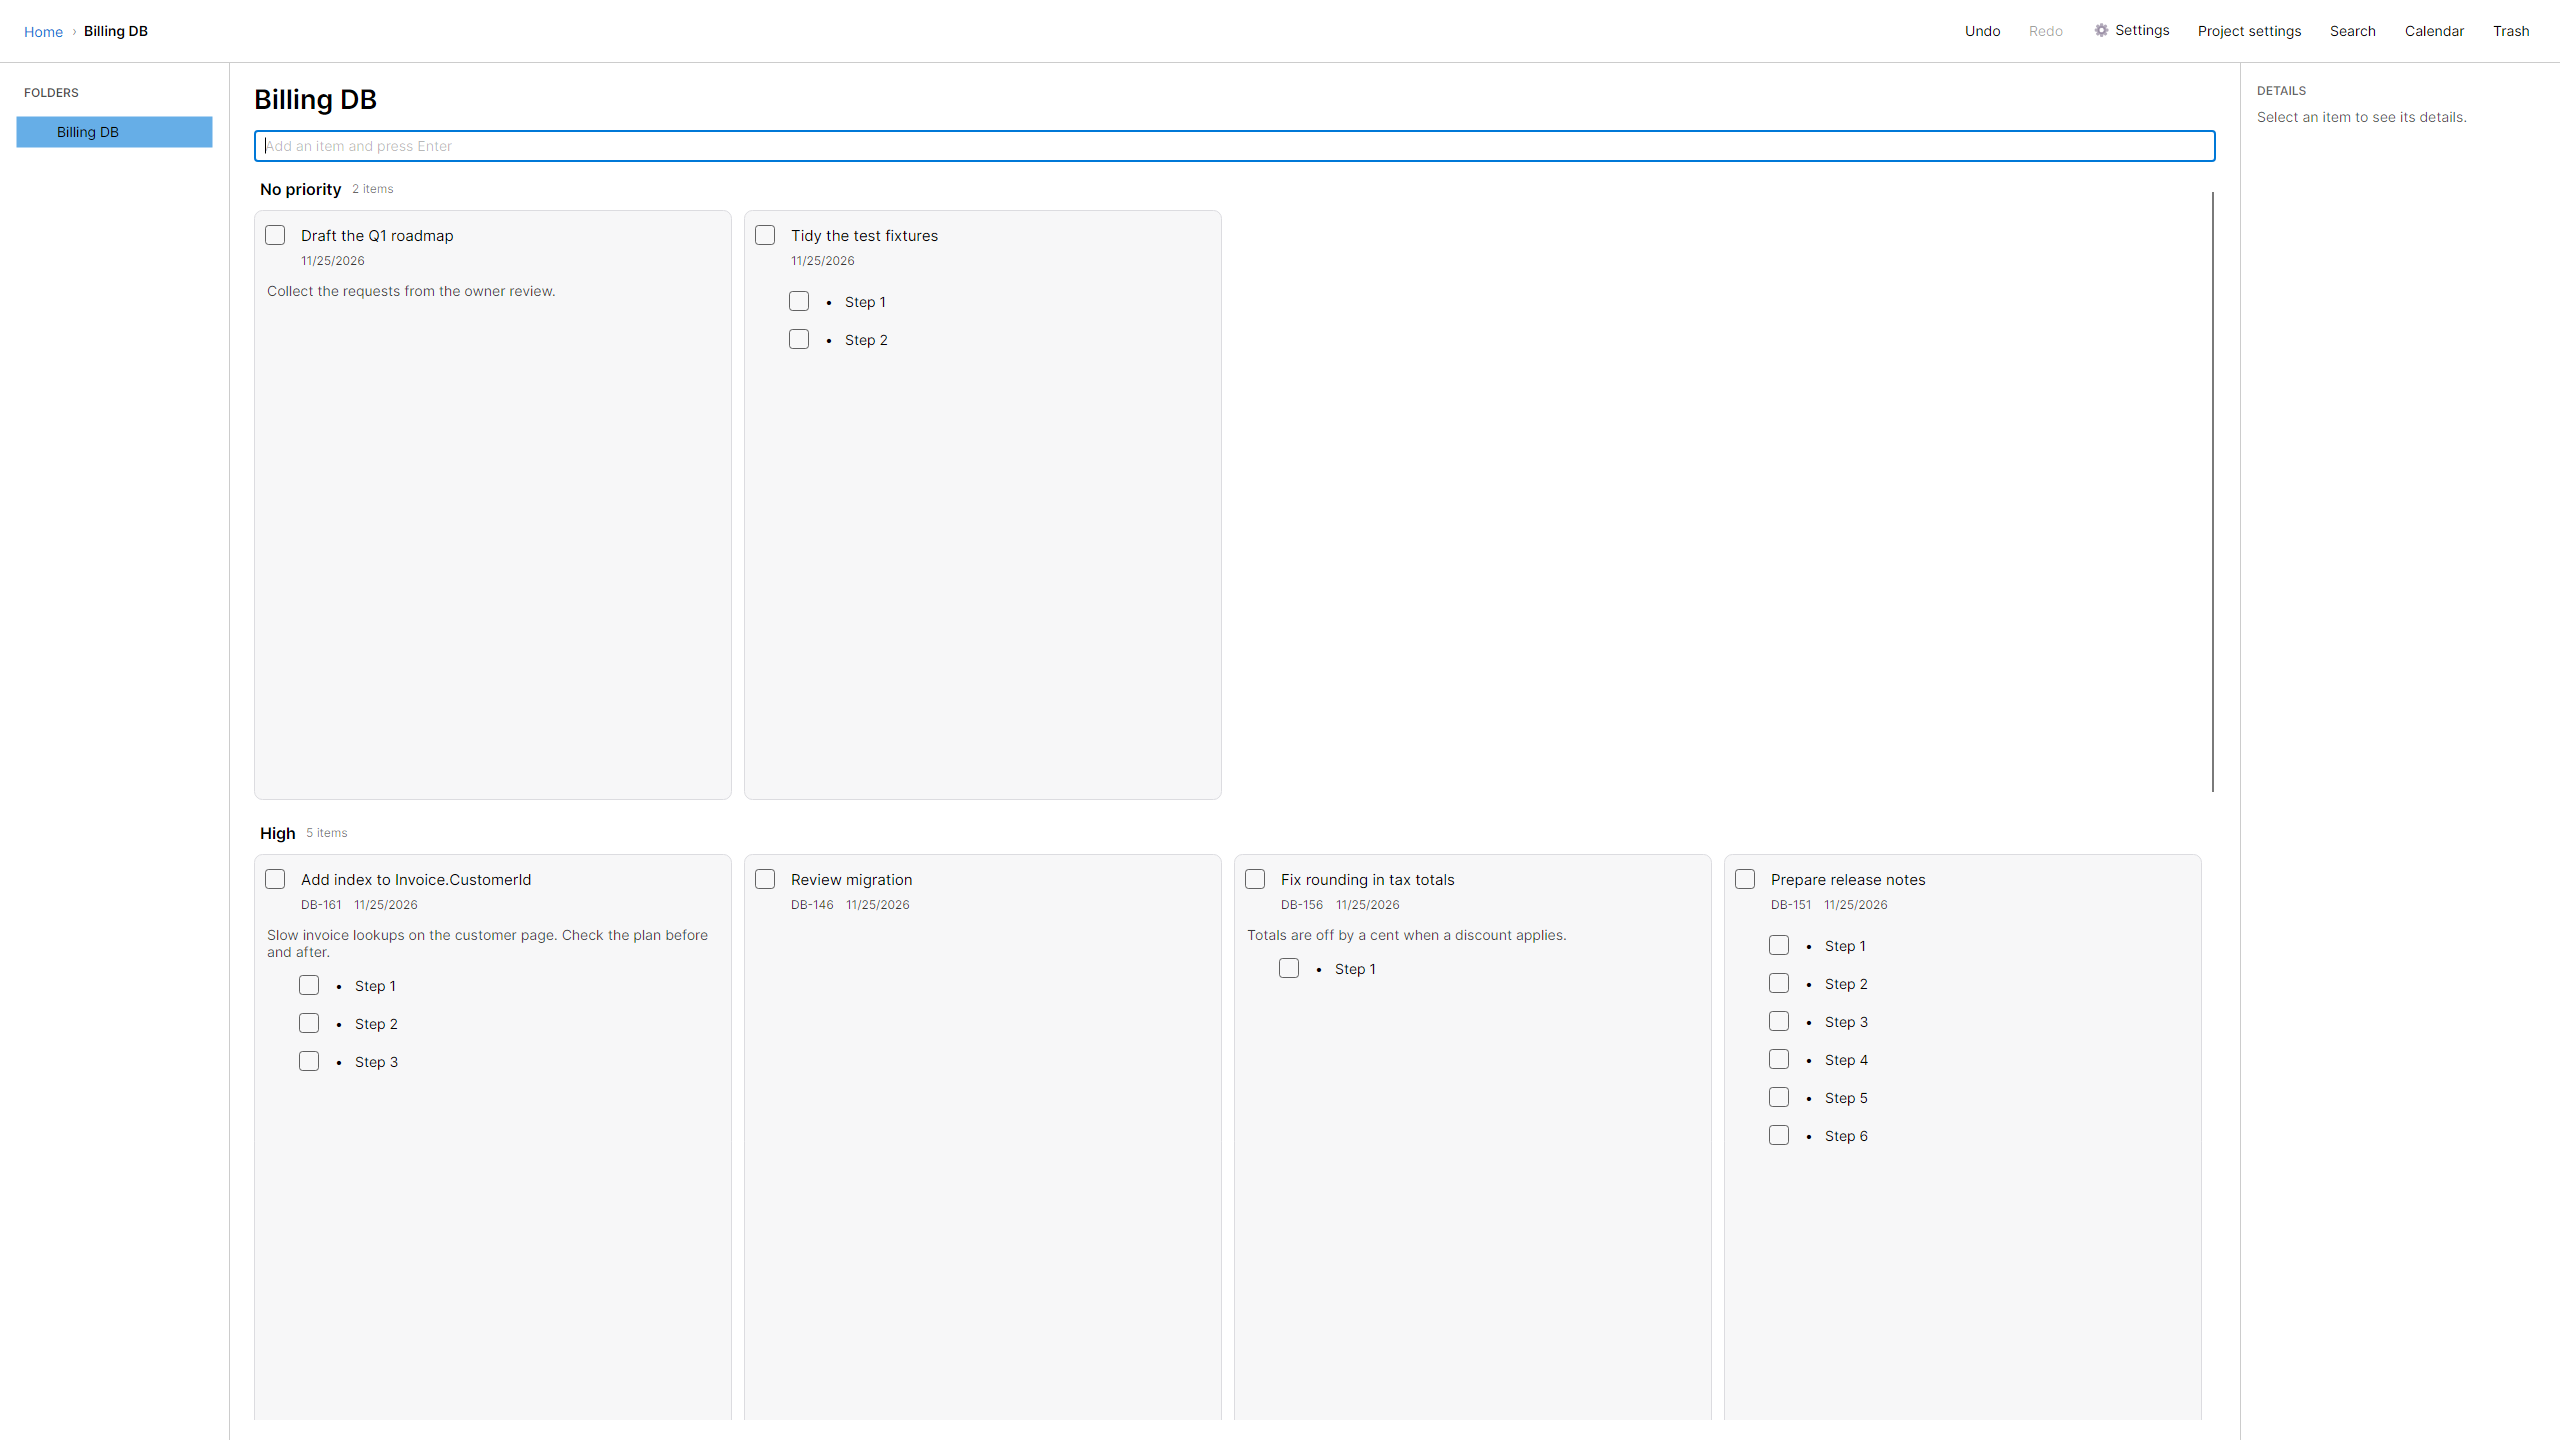 Home › Billing DB
Undo Redo Settings Project settings Search Calendar Trash
FOLDERS
Billing DB
Billing DB
Add an item and press Enter
No priority 2 items
Draft the Q1 roadmap
11/25/2026
Collect the requests from the owner review.
Tidy the test fixtures
11/25/2026
• Step 1
• Step 2
High 5 items
Add index to Invoice.CustomerId
DB-161 11/25/2026
Slow invoice lookups on the customer page. Check the plan before
and after.
• Step 1
• Step 2
• Step 3
Review migration
DB-146 11/25/2026
Fix rounding in tax totals
DB-156 11/25/2026
Totals are off by a cent when a discount applies.
• Step 1
Prepare release notes
DB-151 11/25/2026
• Step 1
• Step 2
• Step 3
• Step 4
• Step 5
• Step 6
DETAILS
Select an item to see its details.